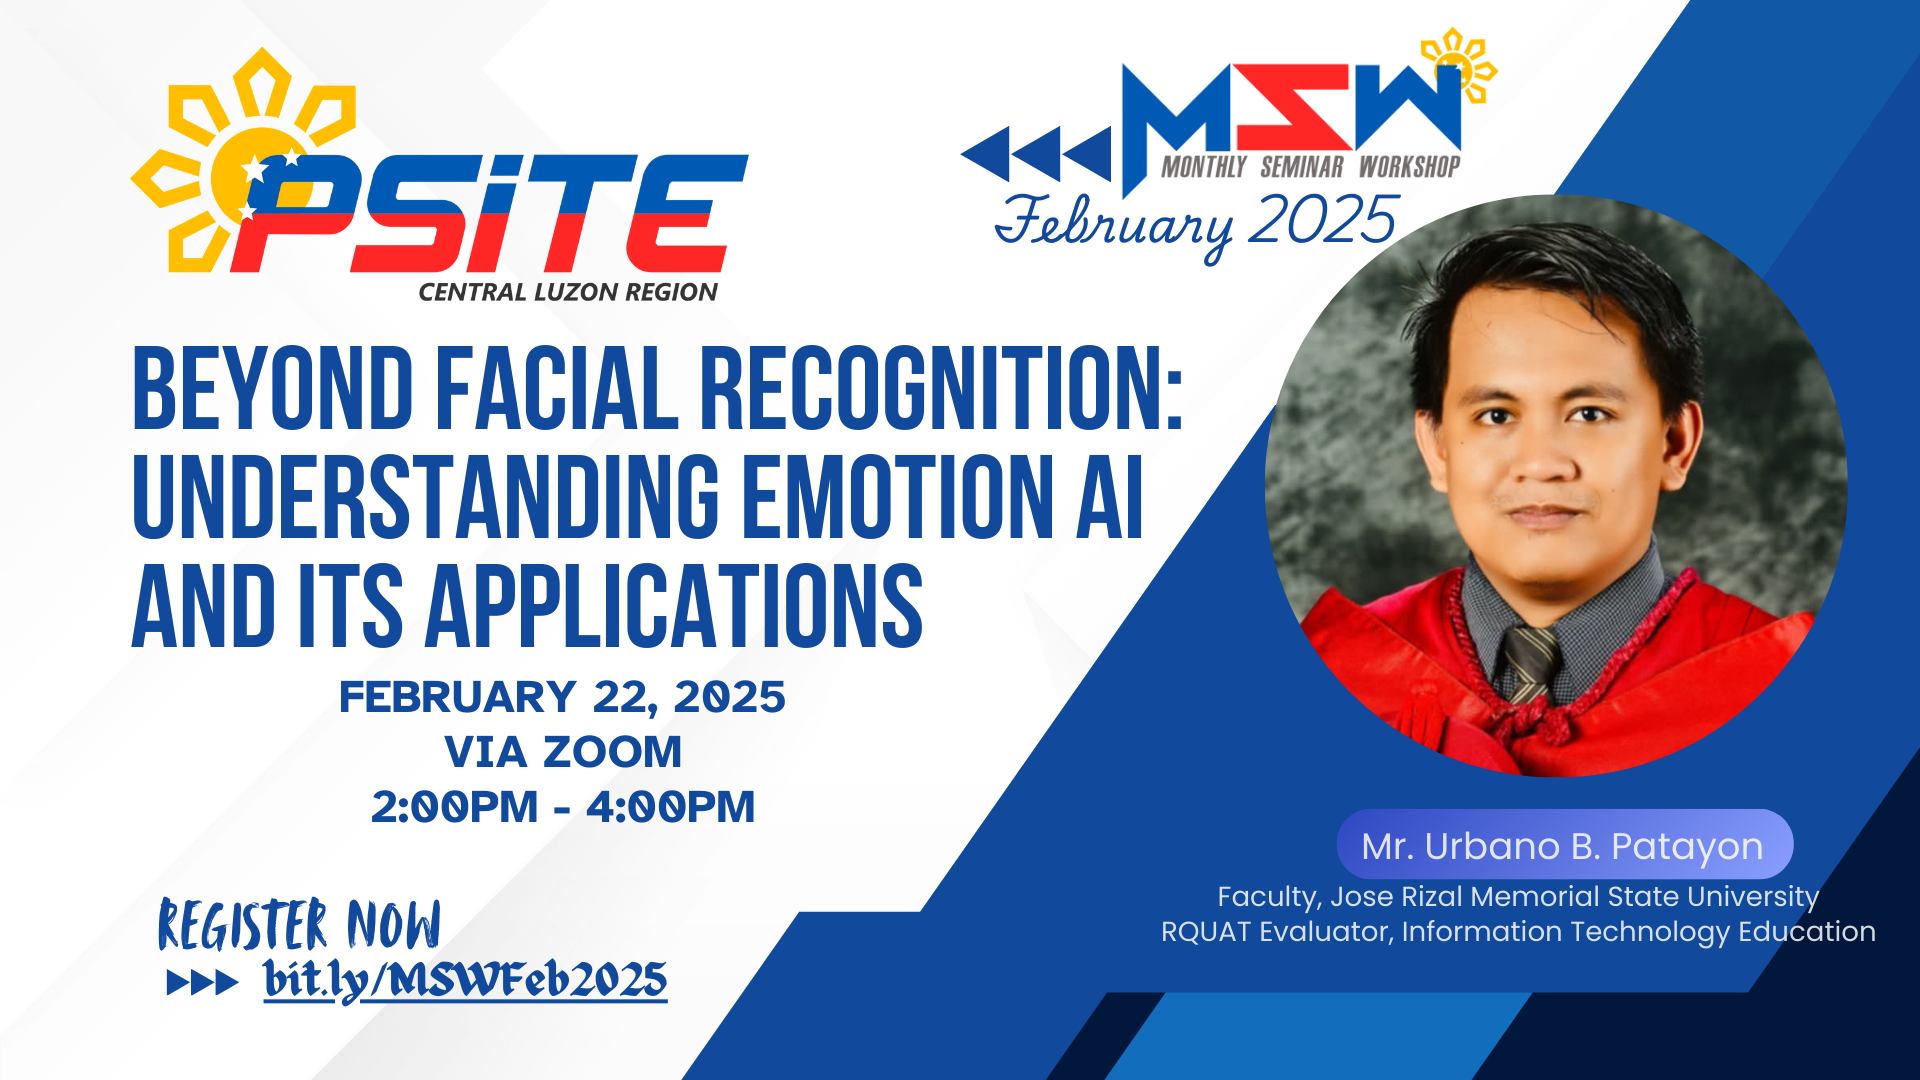 PSiTE
CENTRAL LUZON REGION
MSW
MONTHLY SEMINAR WORKSHOP
February 2025
BEYOND FACIAL RECOGNITION:
UNDERSTANDING EMOTION AI
AND ITS APPLICATIONS
FEBRUARY 22, 2025
VIA ZOOM
2:00PM - 4:00PM
REGISTER NOW
bit.ly/MSWFeb2025
Mr. Urbano B. Patayon
Faculty, Jose Rizal Memorial State University
RQUAT Evaluator, Information Technology Education